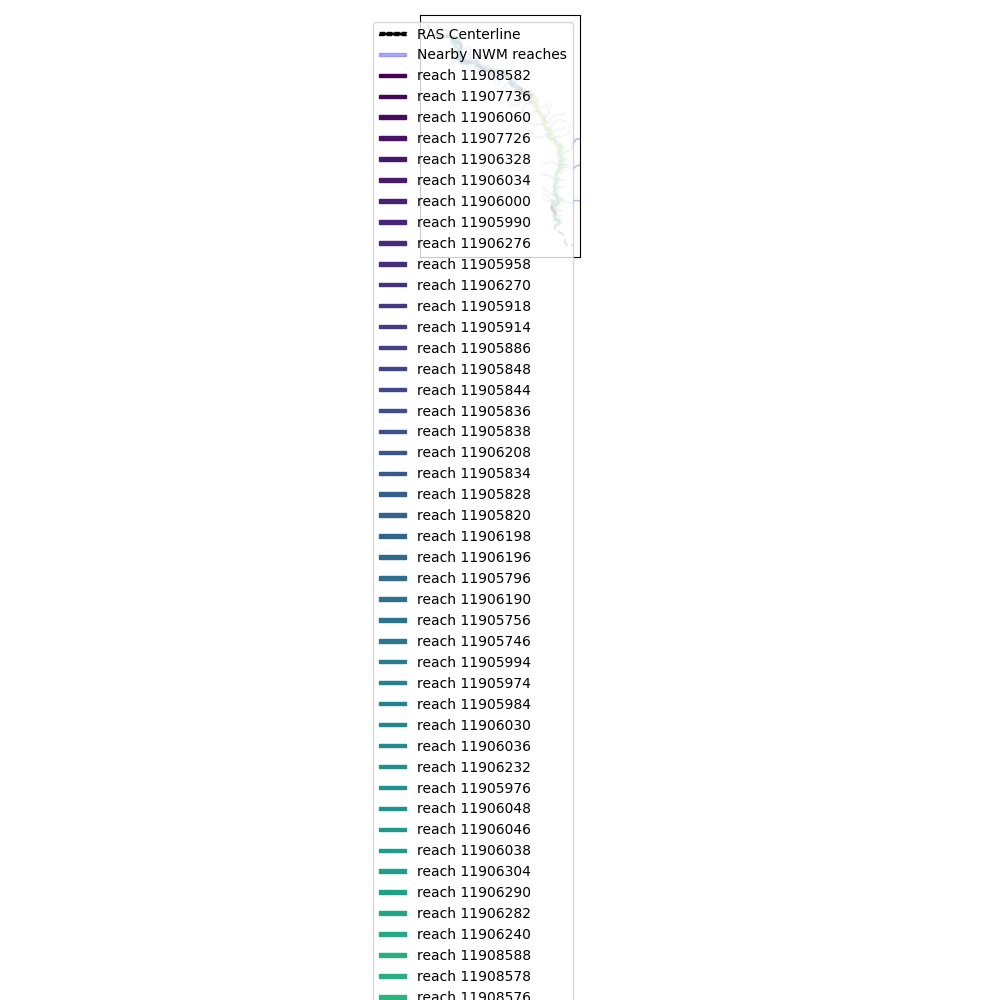 RAS Centerline
Nearby NWM reaches
reach 11908582
reach 11907736
reach 11906060
reach 11907726
reach 11906328
reach 11906034
reach 11906000
reach 11905990
reach 11906276
reach 11905958
reach 11906270
reach 11905918
reach 11905914
reach 11905886
reach 11905848
reach 11905844
reach 11905836
reach 11905838
reach 11906208
reach 11905834
reach 11905828
reach 11905820
reach 11906198
reach 11906196
reach 11905796
reach 11906190
reach 11905756
reach 11905746
reach 11905994
reach 11905974
reach 11905984
reach 11906030
reach 11906036
reach 11906232
reach 11905976
reach 11906048
reach 11906046
reach 11906038
reach 11906304
reach 11906290
reach 11906282
reach 11906240
reach 11908588
reach 11908578
reach 11908576